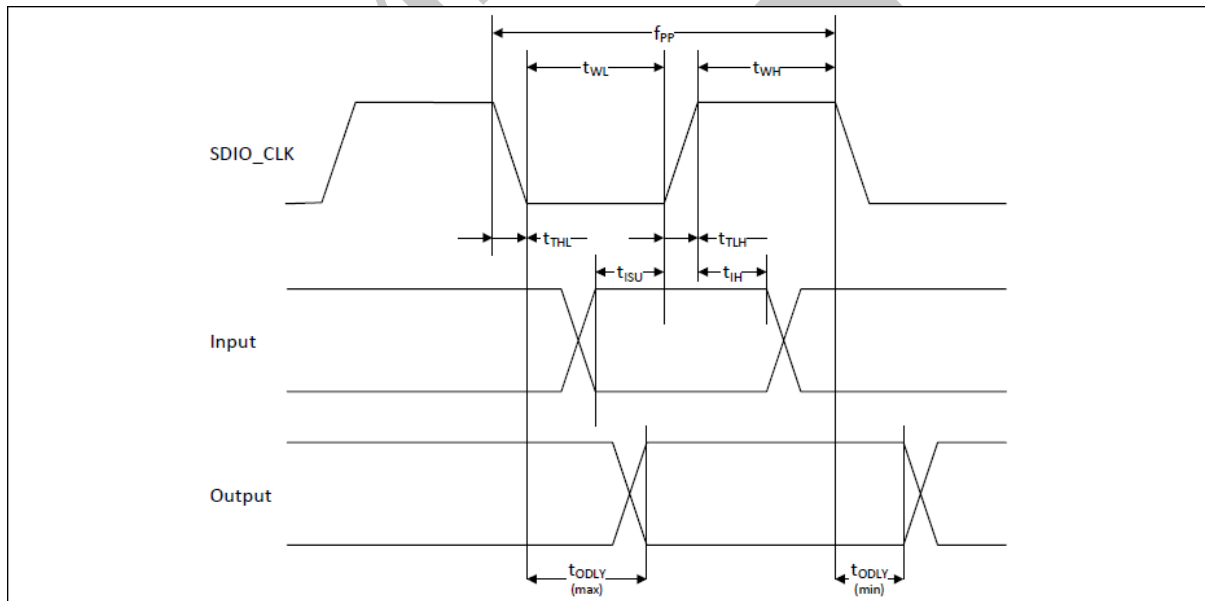 fPP
tWL
tWH
SDIO_CLK
tTHL
tTLH
tISU
tIH
Input
Output
tODLY
(max)
tODLY
(min)